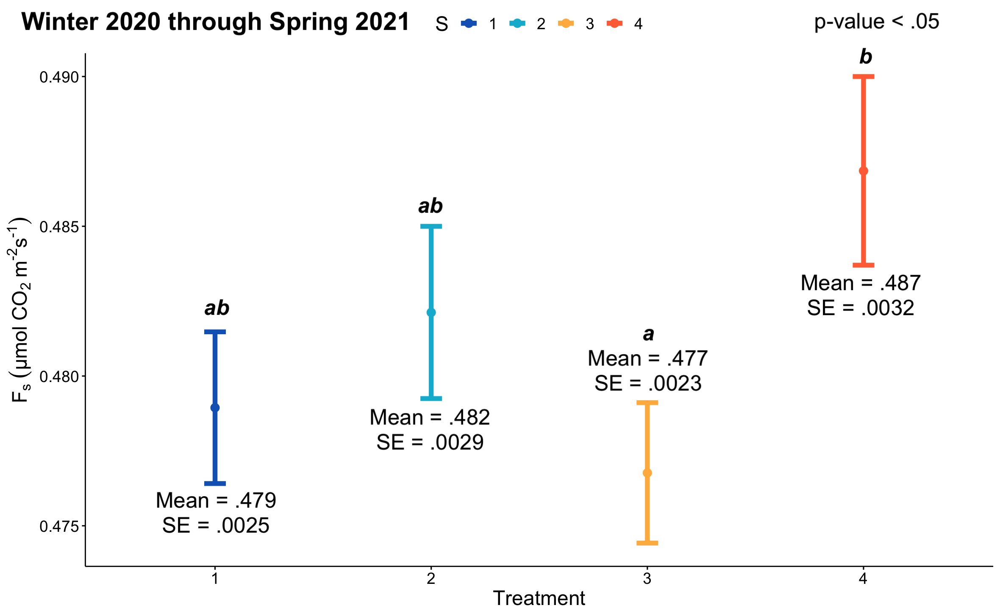 Winter 2020 through Spring 2021
S 1 2 3 4
p-value < .05
b
0.490
ab
0.485
Mean = .487
SE = .0032
ab
a
Mean = .477
SE = .0023
0.480
Mean = .482
SE = .0029
Mean = .479
SE = .0025
0.475
Fs (µmol CO2 m-2s-1)
1 2 3 4
Treatment